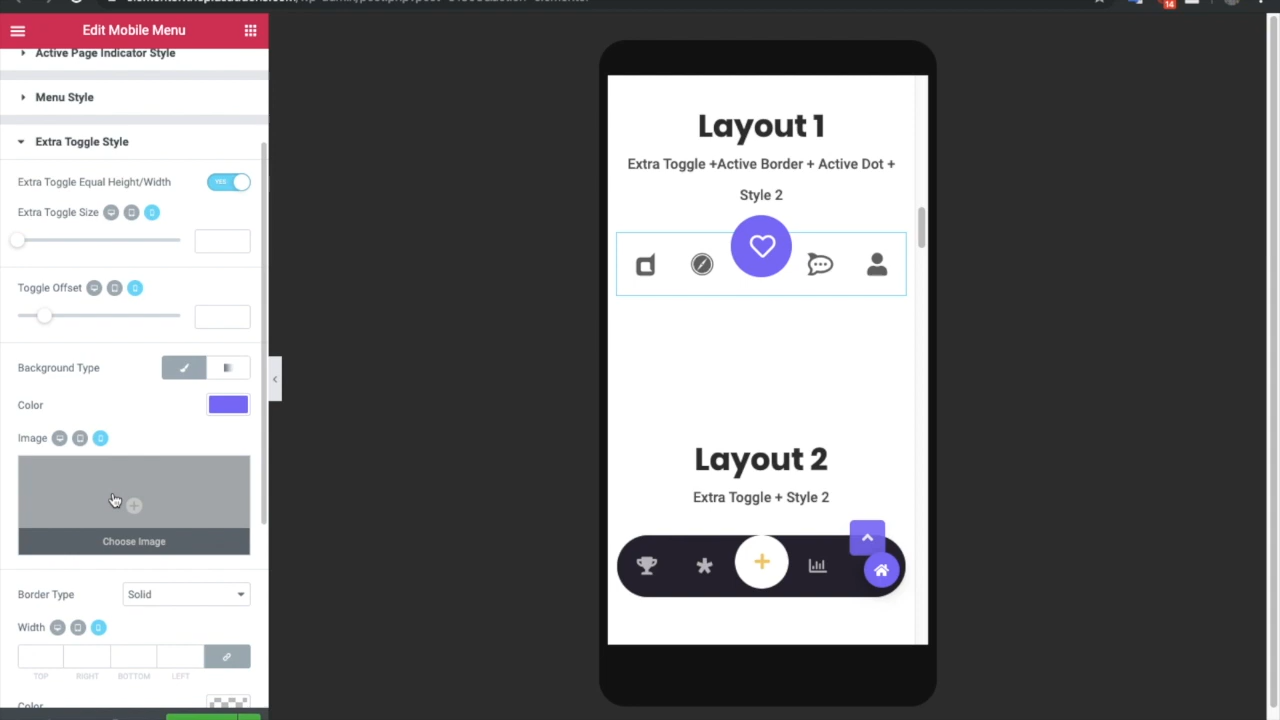 14
Edit Mobile Menu
Active Page Indicator Style
Menu Style
Extra Toggle Style
Extra Toggle Equal Height/Width
YES
Extra Toggle Size
Toggle Offset
Background Type
Color
Image
Choose Image
Border Type
Solid
Width
TOP RIGHT BOTTOM LEFT
Color
Layout 1
Extra Toggle +Active Border + Active Dot +
Style 2
Layout 2
Extra Toggle + Style 2